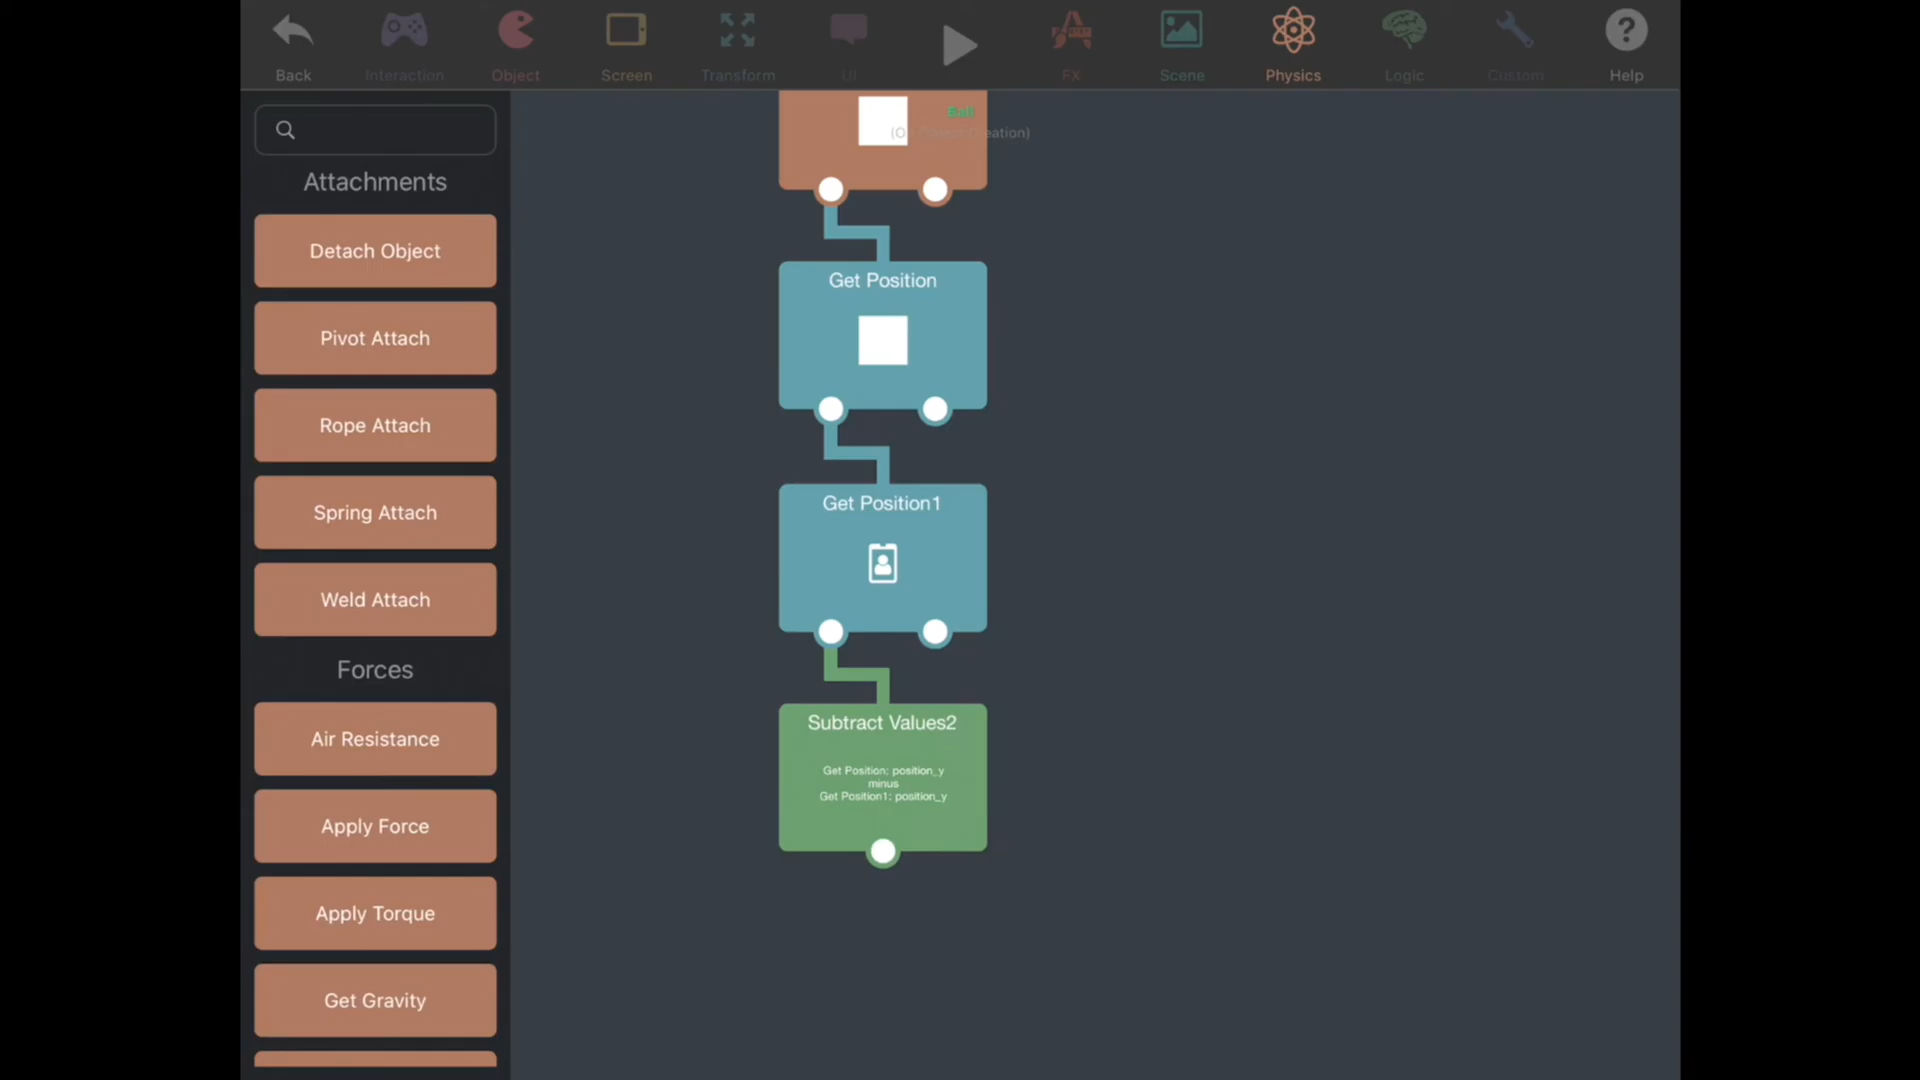 Back
Interaction
Object
Screen
Transform
UI
FX
Scene
Physics
Logic
Custom
Help
Attachments
Detach Object
Pivot Attach
Rope Attach
Spring Attach
Weld Attach
Forces
Air Resistance
Apply Force
Apply Torque
Get Gravity
Ball
Get Position
Get Position1
Subtract Values2
Get Position: position_y
minus
Get Position1: position_y